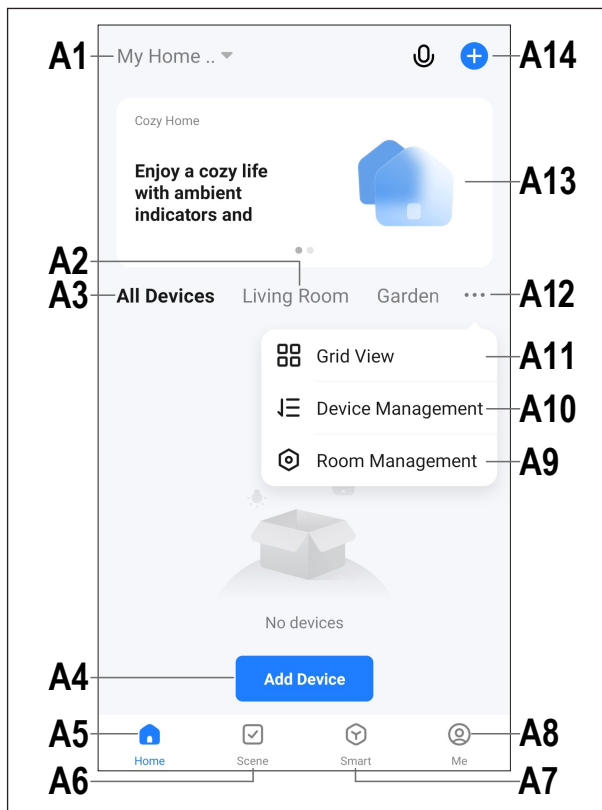 A1
My Home ..
A14
Cozy Home
Enjoy a cozy life
with ambient
indicators and
A13
A2
A3
All Devices
Living Room
Garden
A12
Grid View
A11
Device Management
A10
Room Management
A9
No devices
A4
Add Device
A5
Home
A6
Scene
Smart
A7
Me
A8